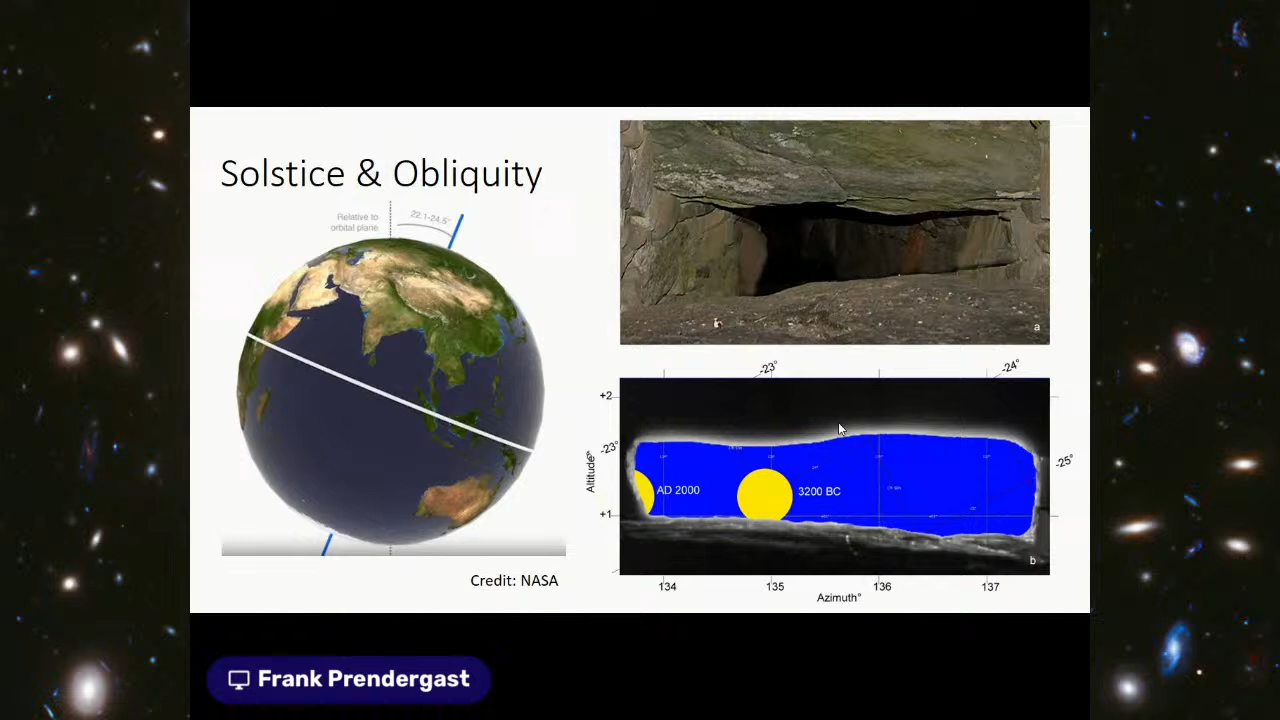 Solstice & Obliquity
Relative to
orbital plane
22.1-24.5°
Credit: NASA
a
-23°
-24°
+2
-23°
-25°
Altitude°
AD 2000
3200 BC
+1
b
134
135
136
137
Azimuth°
Frank Prendergast